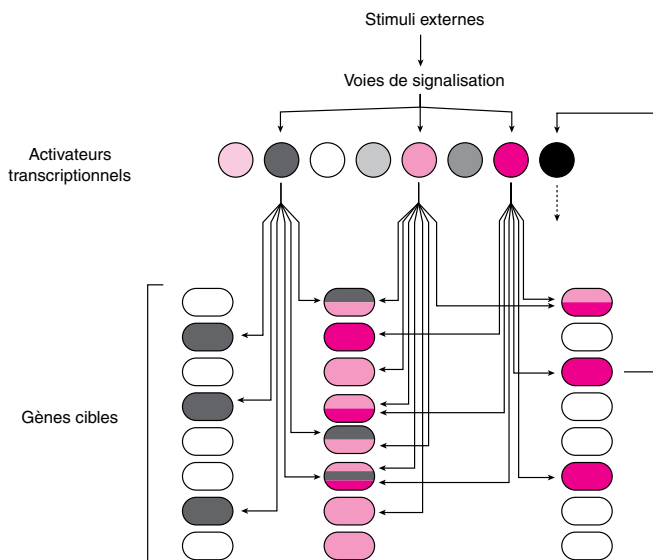 Stimuli externes
Voies de signalisation
Activateurs
transcriptionnels
Gènes cibles